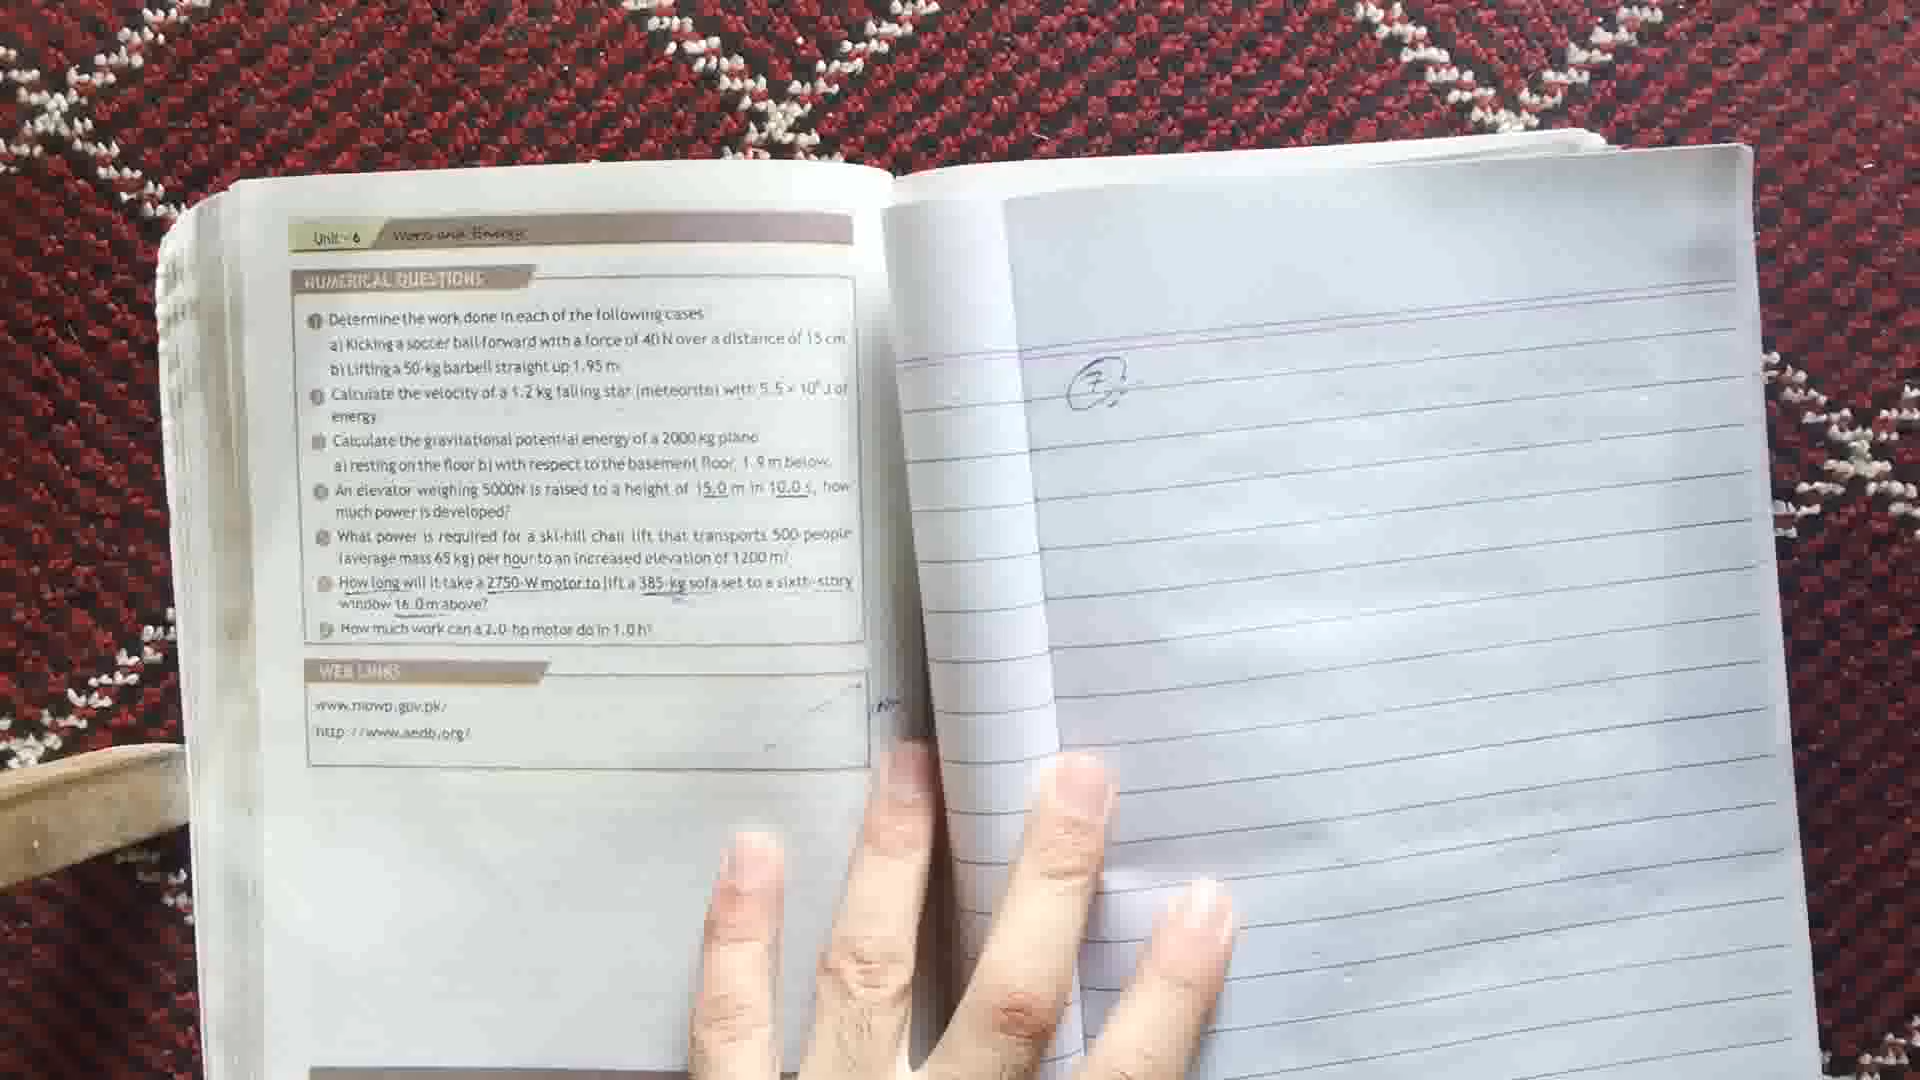 Unit - 6 Work and Energy
NUMERICAL QUESTIONS
1 Determine the work done in each of the following cases
a) Kicking a soccer ball forward with a force of 40 N over a distance of 15 cm
b) Lifting a 50-kg barbell straight up 1.95 m
Calculate the velocity of a 1.2 kg falling star (meteorite) with 5.5 × 10⁸ J of
energy
Calculate the gravitational potential energy of a 2000 kg piano
a) resting on the floor b) with respect to the basement floor, 1.9 m below.
An elevator weighing 5000N is raised to a height of 15.0 m in 10.0 s, how
much power is developed?
What power is required for a ski-hill chair lift that transports 500 people
(average mass 65 kg) per hour to an increased elevation of 1200 m?
How long will it take a 2750-W motor to lift a 385-kg sofa set to a sixth-story
window 16.0 m above?
How much work can a 2.0-hp motor do in 1.0 h?
WEB LINKS
www.mowp.gov.pk/
http://www.aedb.org/
7